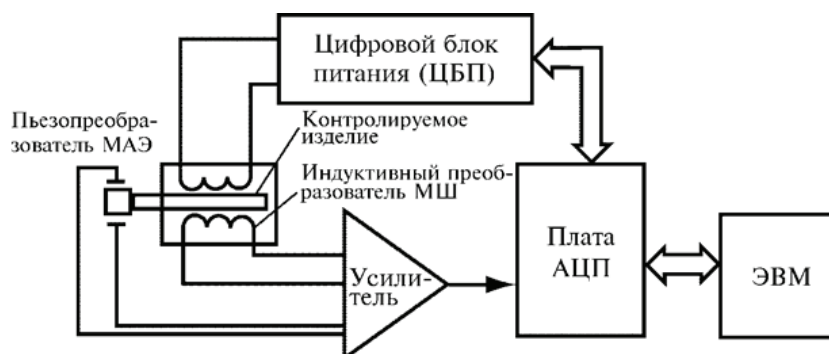 Цифровой блок
питания (ЦБП)
Пьезопреобра-
зователь МАЭ
Контролируемое
изделие
Индуктивный преоб-
разователь МШ
Усили-
тель
Плата
АЦП
ЭВМ